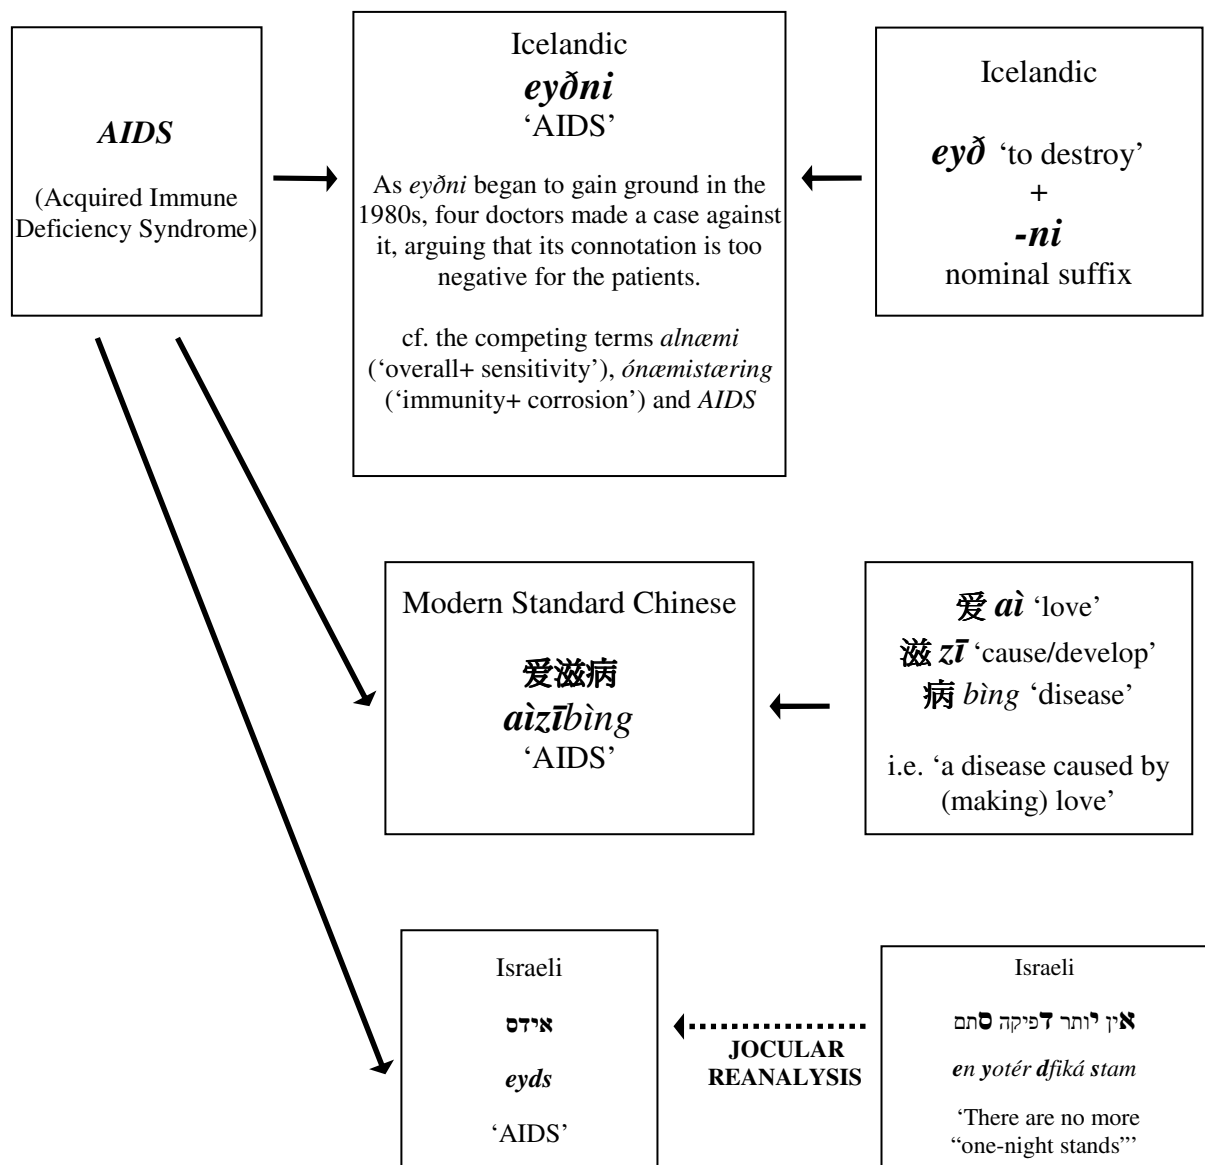 AIDS
(Acquired Immune
Deficiency Syndrome)
Icelandic
eyðni
‘AIDS’
As eyðni began to gain ground in the
1980s, four doctors made a case against
it, arguing that its connotation is too
negative for the patients.
cf. the competing terms alnæmi
(‘overall+ sensitivity’), ónæmistæring
(‘immunity+ corrosion’) and AIDS
Icelandic
eyð ‘to destroy’
+
-ni
nominal suffix
Modern Standard Chinese
爱滋病
aìzībìng
‘AIDS’
爱 aì ‘love’
滋 zī ‘cause/develop’
病 bìng ‘disease’
i.e. ‘a disease caused by
(making) love’
Israeli
אידס
eyds
‘AIDS’
JOCULAR
REANALYSIS
Israeli
אין יותר דפיקה סתם
en yotér dfiká stam
‘There are no more
“one-night stands”’